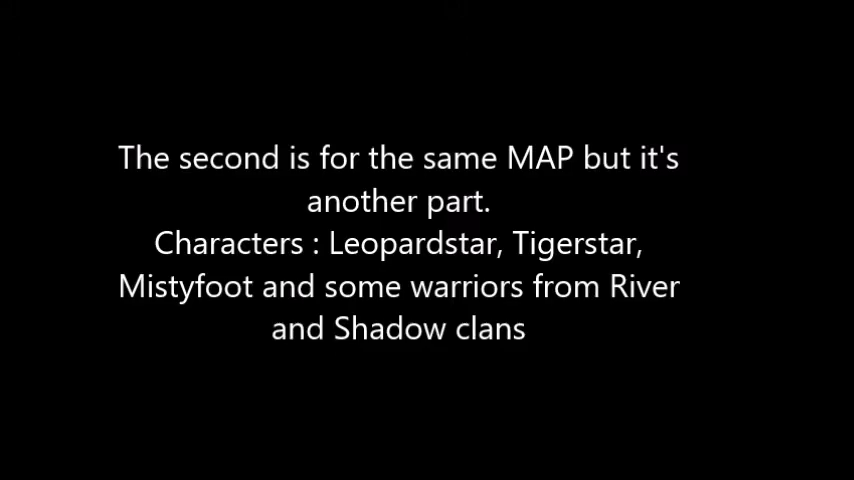 The second is for the same MAP but it's
another part.
Characters : Leopardstar, Tigerstar,
Mistyfoot and some warriors from River
and Shadow clans